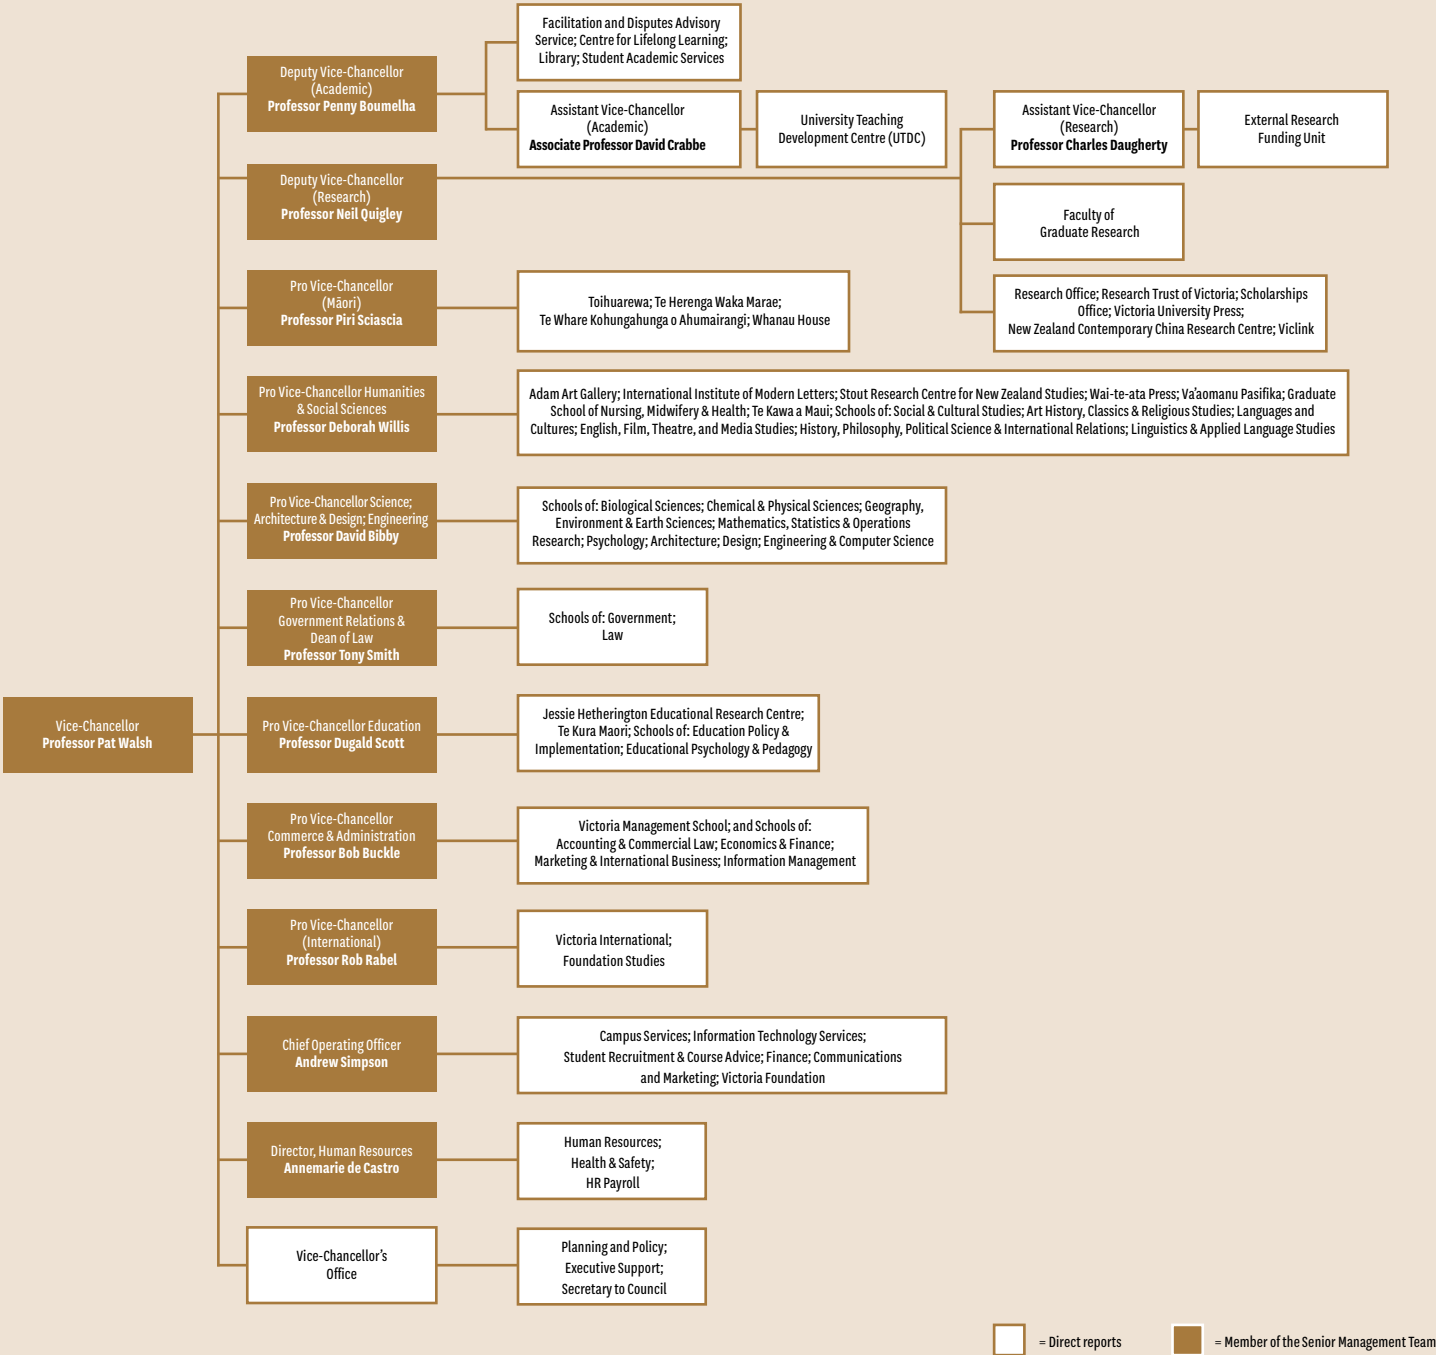 Facilitation and Disputes Advisory
Service; Centre for Lifelong Learning;
Library; Student Academic Services
Deputy Vice-Chancellor
(Academic)
Professor Penny Boumelha
Assistant Vice-Chancellor
(Academic)
Associate Professor David Crabbe
University Teaching
Development Centre (UTDC)
Assistant Vice-Chancellor
(Research)
Professor Charles Daugherty
External Research
Funding Unit
Deputy Vice-Chancellor
(Research)
Professor Neil Quigley
Faculty of
Graduate Research
Research Office; Research Trust of Victoria; Scholarships
Office; Victoria University Press;
New Zealand Contemporary China Research Centre; Viclink
Pro Vice-Chancellor
(Māori)
Professor Piri Sciascia
Toihuarewa; Te Herenga Waka Marae;
Te Whare Kohungahunga o Ahumairangi; Whanau House
Pro Vice-Chancellor Humanities
& Social Sciences
Professor Deborah Willis
Adam Art Gallery; International Institute of Modern Letters; Stout Research Centre for New Zealand Studies; Wai-te-ata Press; Va'aomanu Pasifika; Graduate
School of Nursing, Midwifery & Health; Te Kawa a Maui; Schools of: Social & Cultural Studies; Art History, Classics & Religious Studies; Languages and
Cultures; English, Film, Theatre, and Media Studies; History, Philosophy, Political Science & International Relations; Linguistics & Applied Language Studies
Pro Vice-Chancellor Science;
Architecture & Design; Engineering
Professor David Bibby
Schools of: Biological Sciences; Chemical & Physical Sciences; Geography,
Environment & Earth Sciences; Mathematics, Statistics & Operations
Research; Psychology; Architecture; Design; Engineering & Computer Science
Pro Vice-Chancellor
Government Relations &
Dean of Law
Professor Tony Smith
Schools of: Government;
Law
Vice-Chancellor
Professor Pat Walsh
Pro Vice-Chancellor Education
Professor Dugald Scott
Jessie Hetherington Educational Research Centre;
Te Kura Maori; Schools of: Education Policy &
Implementation; Educational Psychology & Pedagogy
Pro Vice-Chancellor
Commerce & Administration
Professor Bob Buckle
Victoria Management School; and Schools of:
Accounting & Commercial Law; Economics & Finance;
Marketing & International Business; Information Management
Pro Vice-Chancellor
(International)
Professor Rob Rabel
Victoria International;
Foundation Studies
Chief Operating Officer
Andrew Simpson
Campus Services; Information Technology Services;
Student Recruitment & Course Advice; Finance; Communications
and Marketing; Victoria Foundation
Director, Human Resources
Annemarie de Castro
Human Resources;
Health & Safety;
HR Payroll
Vice-Chancellor's
Office
Planning and Policy;
Executive Support;
Secretary to Council
= Direct reports
= Member of the Senior Management Team